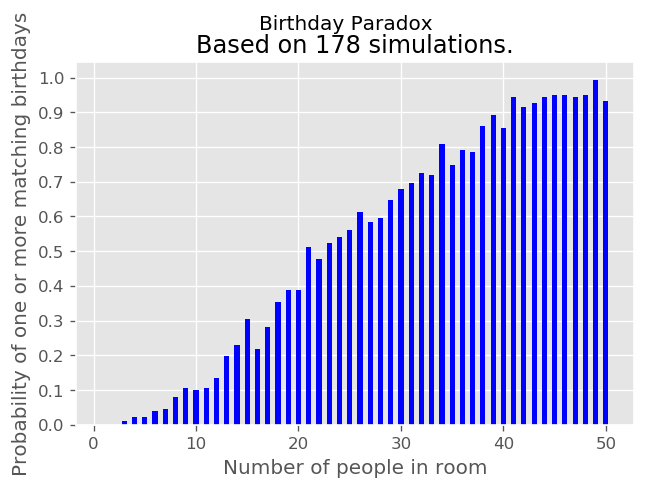 Birthday Paradox
Based on 178 simulations.
Probability of one or more matching birthdays
1.0
0.9
0.8
0.7
0.6
0.5
0.4
0.3
0.2
0.1
0.0
0 10 20 30 40 50
Number of people in room